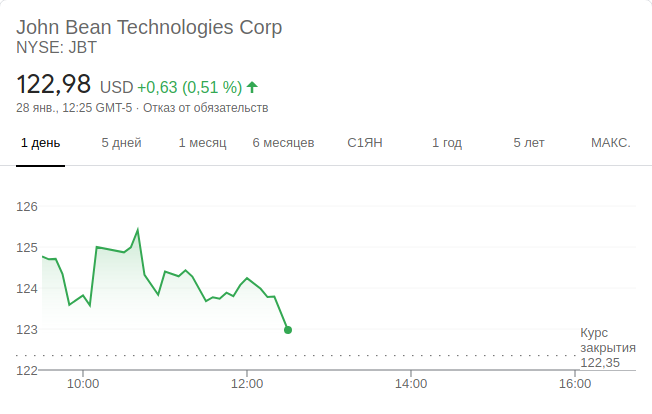 John Bean Technologies Corp
NYSE: JBT
122,98 USD +0,63 (0,51 %)
28 янв., 12:25 GMT-5 · Отказ от обязательств
1 день 5 дней 1 месяц 6 месяцев С1ЯН 1 год 5 лет МАКС.
126
125
124
123
Курс
закрытия
122,35
122
10:00 12:00 14:00 16:00